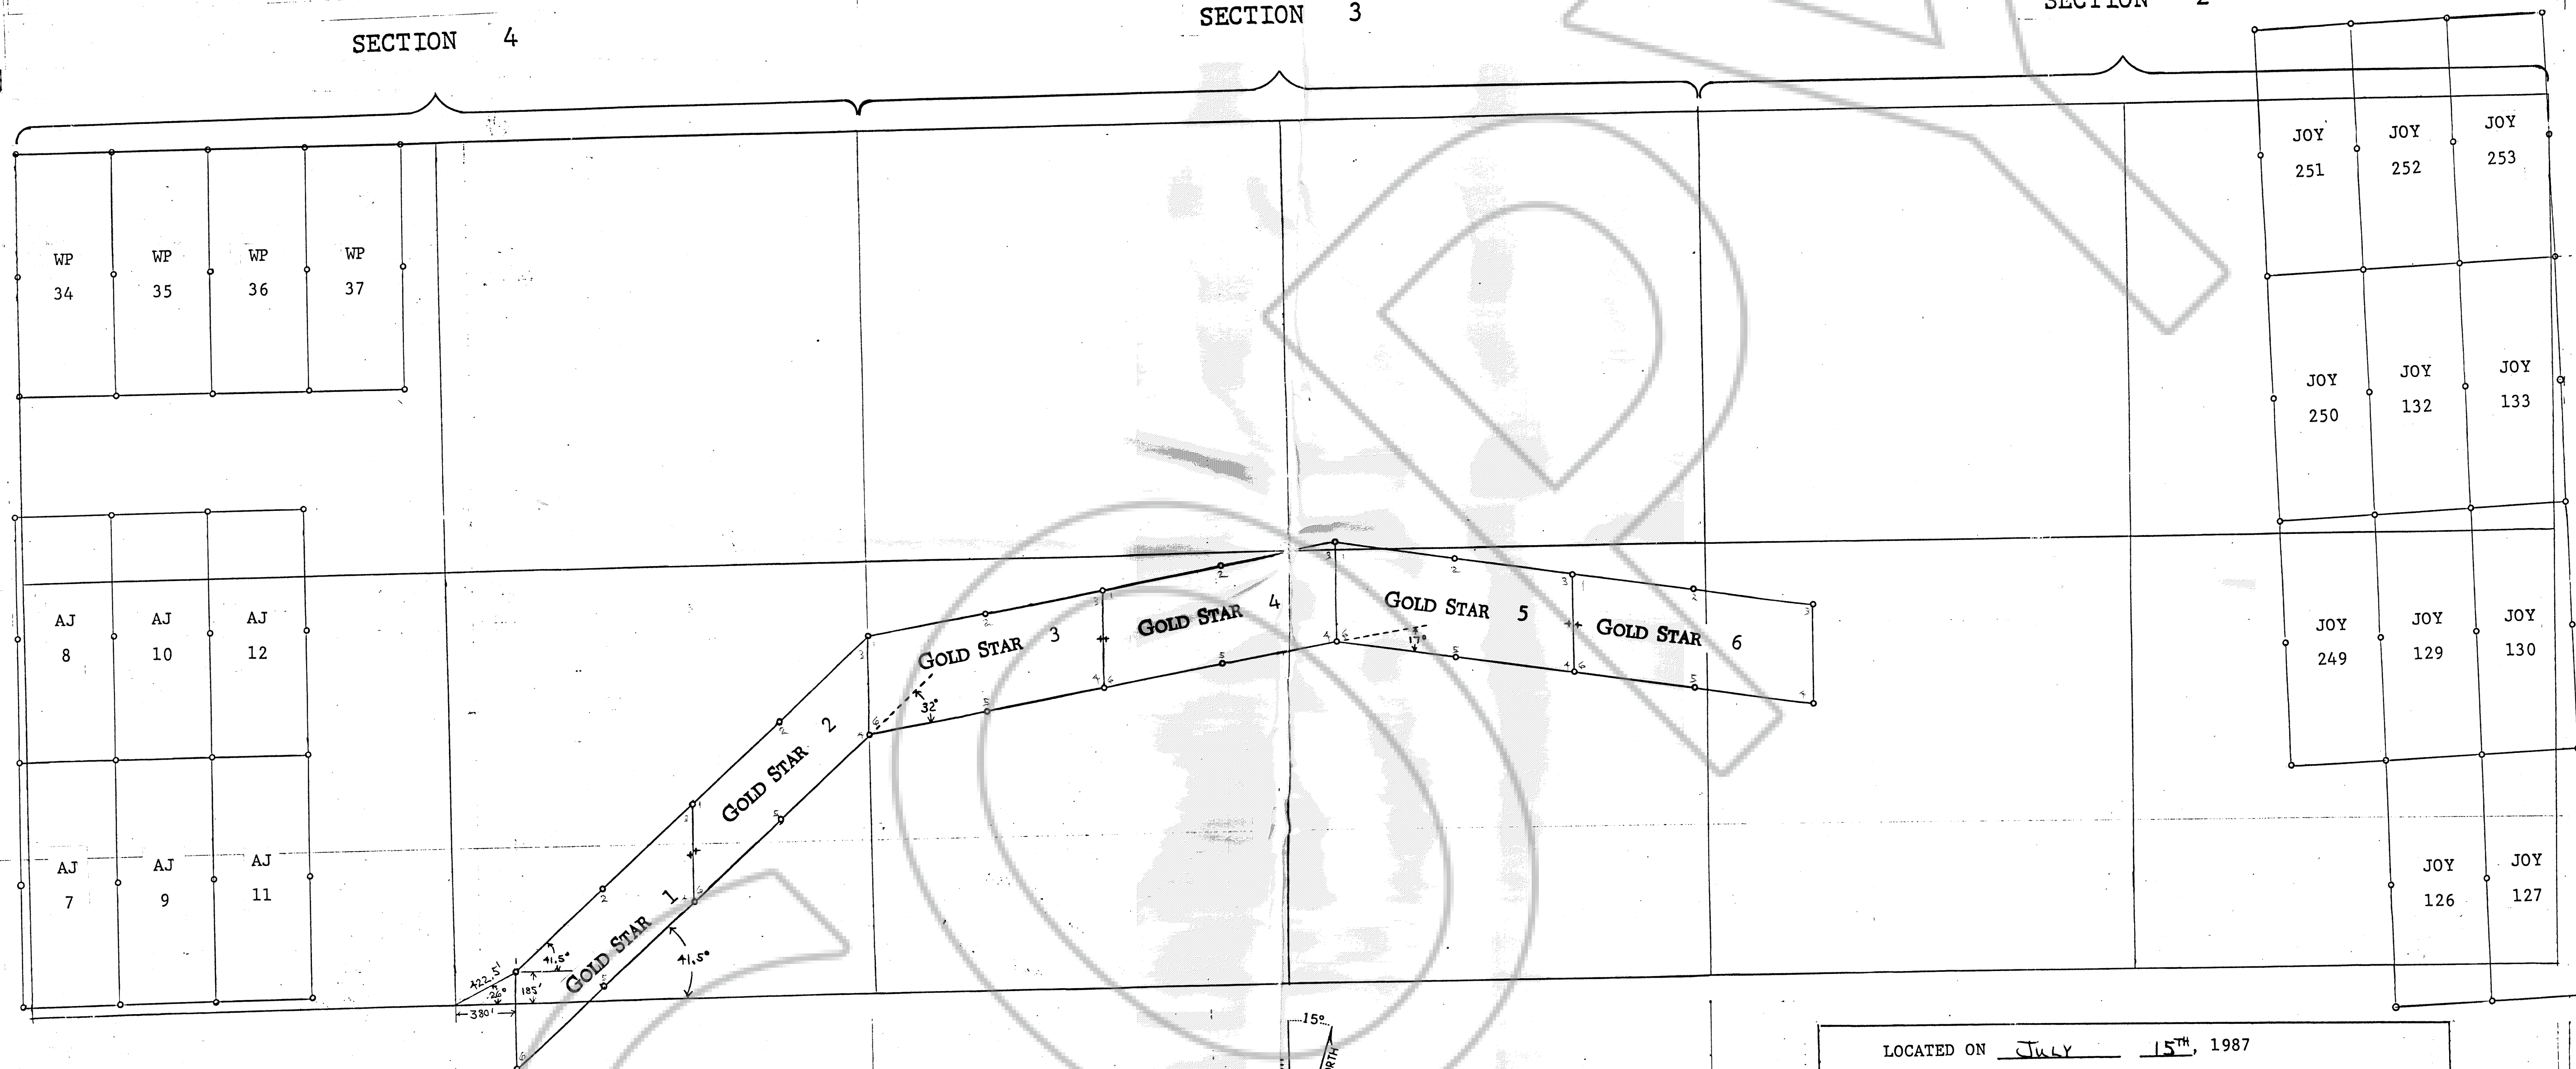 SECTION 4
SECTION 3
SECTION 2
WP 34
WP 35
WP 36
WP 37
JOY 251
JOY 252
JOY 253
JOY 250
JOY 132
JOY 133
AJ 8
AJ 10
AJ 12
JOY 249
JOY 129
JOY 130
AJ 7
AJ 9
AJ 11
JOY 126
JOY 127
GOLD STAR 1
GOLD STAR 2
GOLD STAR 3
GOLD STAR 4
GOLD STAR 5
GOLD STAR 6
32°
17°
41.5°
41.5°
422.5'
26°
185'
380'
15°
LOCATED ON JULY 15TH, 1987